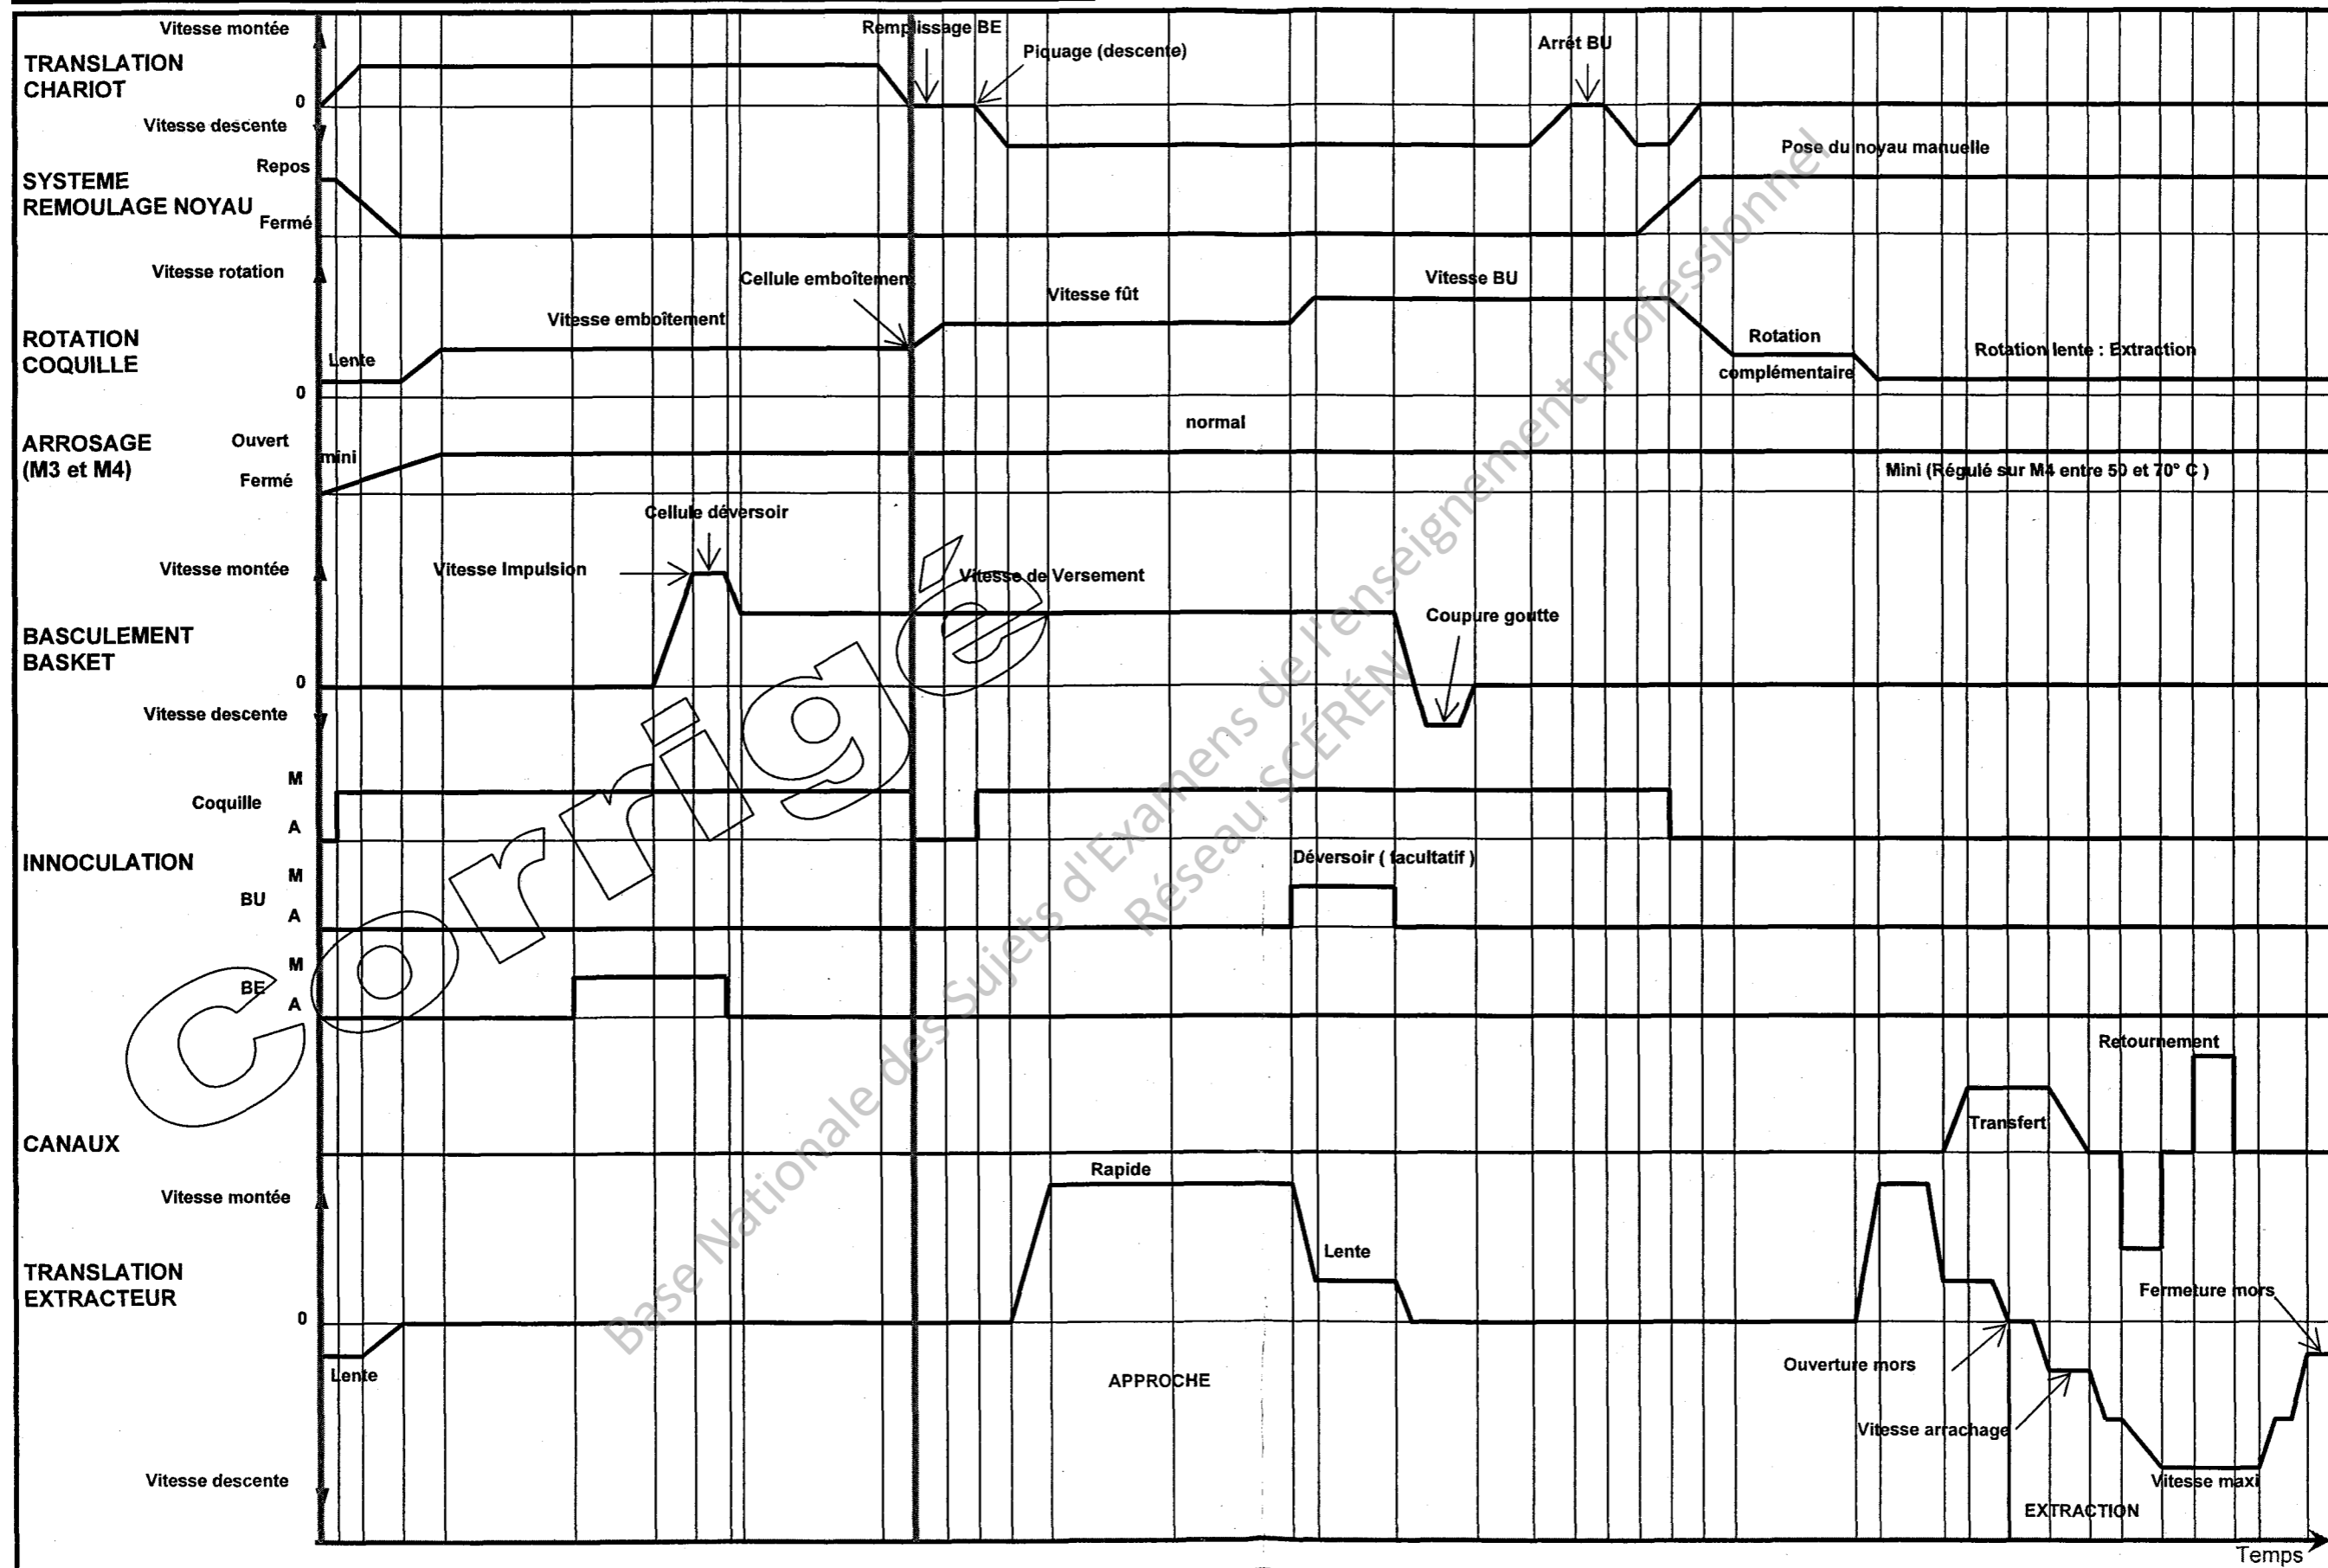 Vitesse montée
Remplissage BE
Piquage (descente)
Arrêt BU
TRANSLATION
CHARIOT
0
Vitesse descente
Pose du noyau manuelle
Repos
SYSTEME
REMOULAGE NOYAU
Fermé
Vitesse rotation
Cellule emboîtement
Vitesse fût
Vitesse BU
Vitesse emboîtement
ROTATION
COQUILLE
Lente
Rotation
complémentaire
Rotation lente : Extraction
0
normal
ARROSAGE
(M3 et M4)
Ouvert
mini
Fermé
Mini (Régulé sur M4 entre 50 et 70° C )
Cellule déversoir
Vitesse montée
Vitesse Impulsion
Vitesse de Versement
Coupure goutte
BASCULEMENT
BASKET
0
Vitesse descente
M
Coquille
A
INNOCULATION
Déversoir ( facultatif )
M
BU
A
M
BE
A
Retournement
Transfert
CANAUX
Rapide
Vitesse montée
Lente
TRANSLATION
EXTRACTEUR
Fermeture mors
0
Ouverture mors
Lente
APPROCHE
Vitesse arrachage
Vitesse descente
Vitesse maxi
EXTRACTION
Temps
Corrigé
Base Nationale des Sujets d'Examens de l'enseignement professionnel
Réseau SCÉRÉN